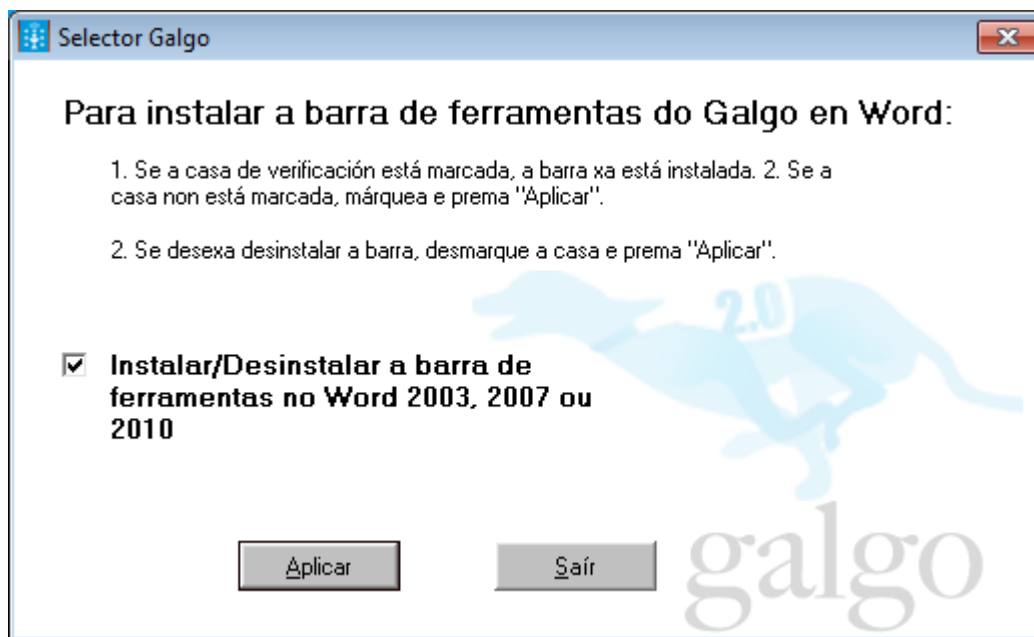 Selector Galgo
Para instalar a barra de ferramentas do Galgo en Word:
1. Se a casa de verificación está marcada, a barra xa está instalada. 2. Se a
casa non está marcada, márquea e prema "Aplicar".
2. Se desexa desinstalar a barra, desmarque a casa e prema "Aplicar".
2.0
Instalar/Desinstalar a barra de
ferramentas no Word 2003, 2007 ou
2010
Aplicar
Saír
galgo